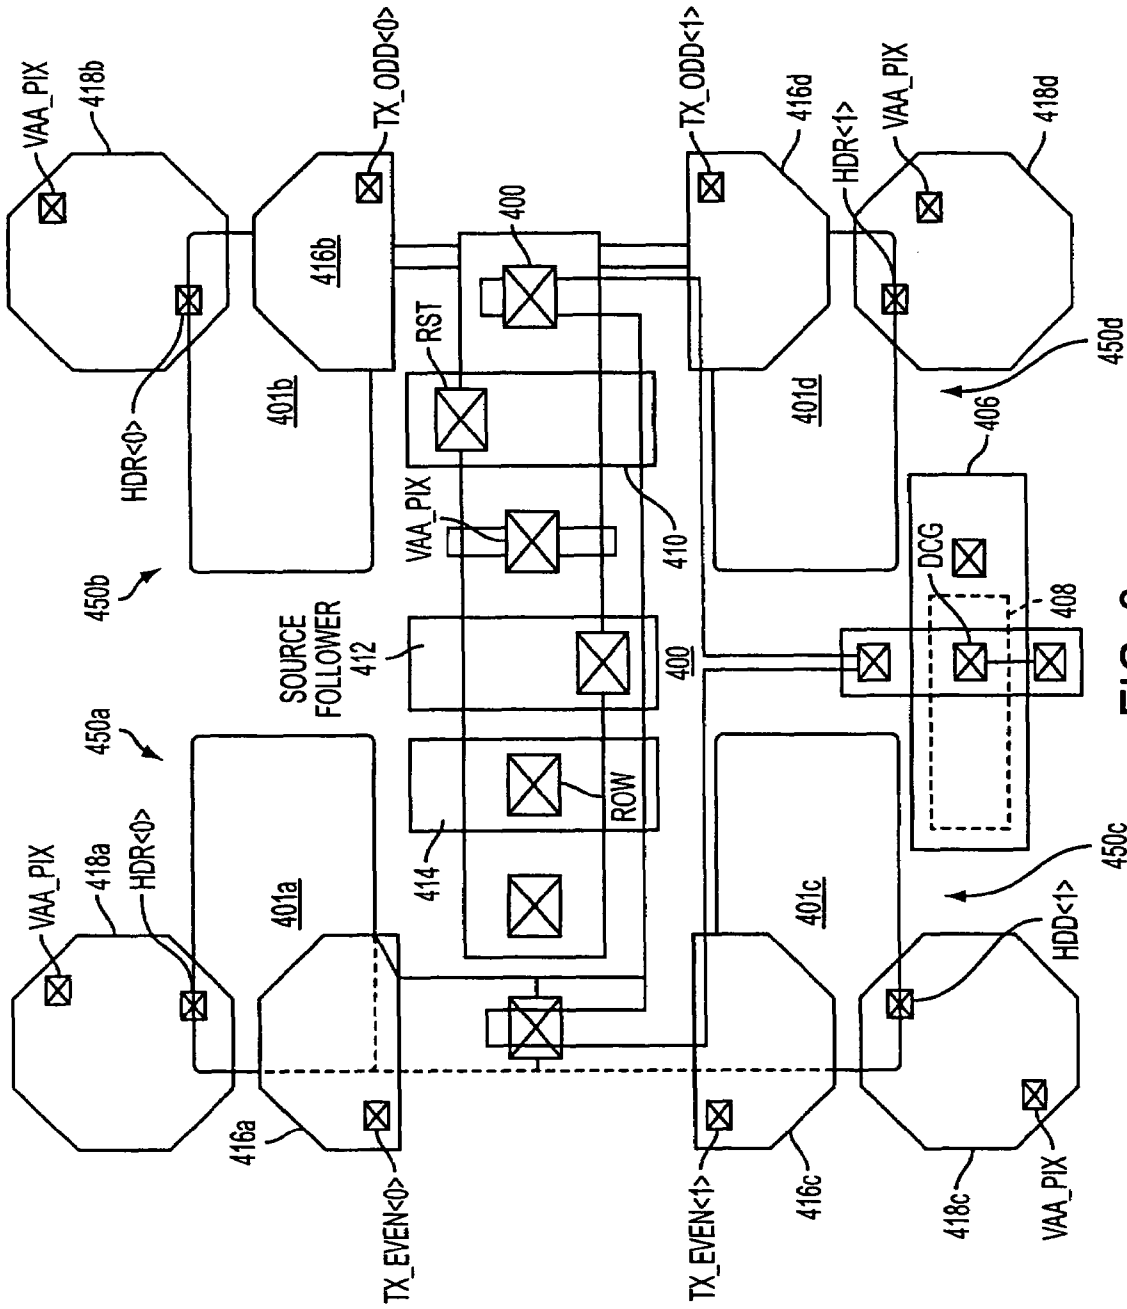 VAA_PIX
418b
TX_ODD<0>
HDR<0>
416b
401b
450b
400
RST
VAA_PIX
410
TX_ODD<1>
416d
HDR<1>
VAA_PIX
418d
401d
450d
406
DCG
408
SOURCE
FOLLOWER
412
400
450a
414
ROW
VAA_PIX
418a
HDR<0>
401a
416a
TX_EVEN<0>
401c
450c
HDD<1>
TX_EVEN<1>
416c
418c
VAA_PIX